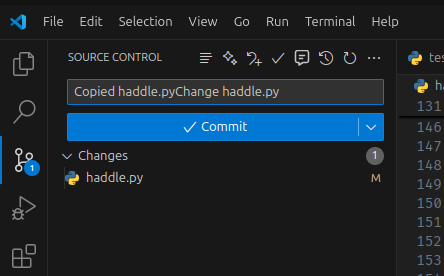 File Edit Selection View Go Run Terminal Help
SOURCE CONTROL
Copied haddle.pyChange haddle.py
Commit
Changes 1
haddle.py M
1
tes
ha
131
146
147
148
149
150
151
152
153